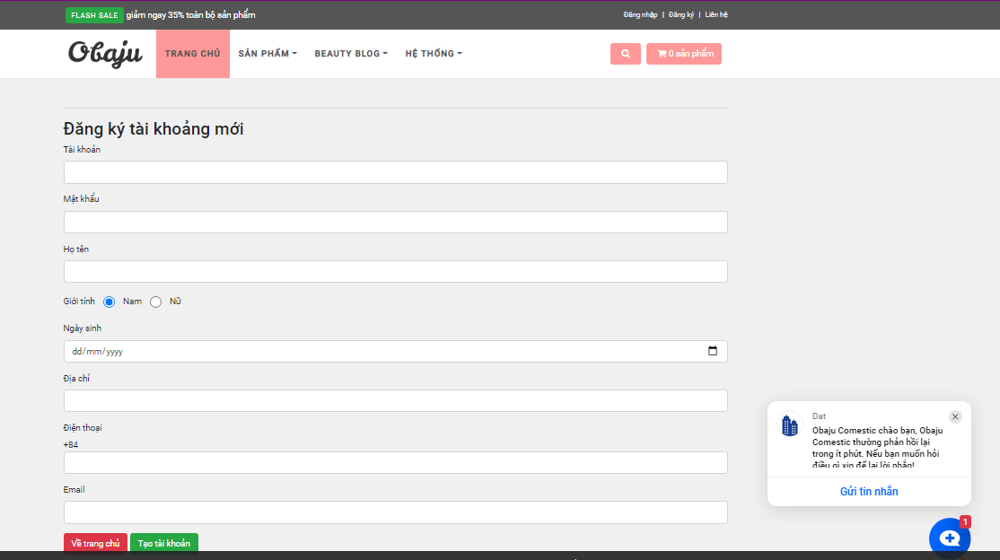 FLASH SALE giảm ngay 35% toàn bộ sản phẩm
Đăng nhập | Đăng ký | Liên hệ
Obaju
TRANG CHỦ
SẢN PHẨM
BEAUTY BLOG
HỆ THỐNG
0 sản phẩm
Đăng ký tài khoảng mới
Tài khoản
Mật khẩu
Họ tên
Giới tính Nam Nữ
Ngày sinh
dd/mm/yyyy
Địa chỉ
Điện thoại
+84
Email
Về trang chủ
Tạo tài khoản
Dat
Obaju Comestic chào bạn, Obaju
Comestic thường phản hồi lại
trong ít phút. Nếu bạn muốn hỏi
điều gì xin để lại lời nhắn!
Gửi tin nhắn
1